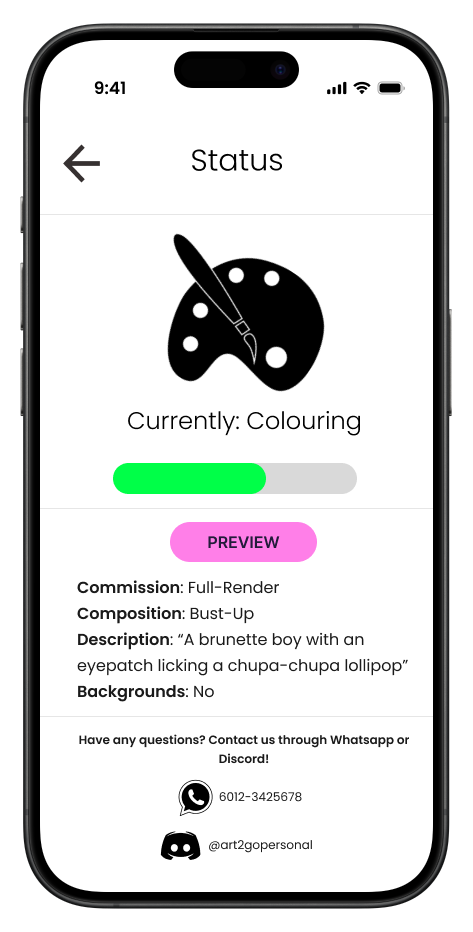 9:41
Status
Currently: Colouring
PREVIEW
Commission: Full-Render
Composition: Bust-Up
Description: “A brunette boy with an
eyepatch licking a chupa-chupa lollipop”
Backgrounds: No
Have any questions? Contact us through Whatsapp or
Discord!
6012-3425678
@art2gopersonal